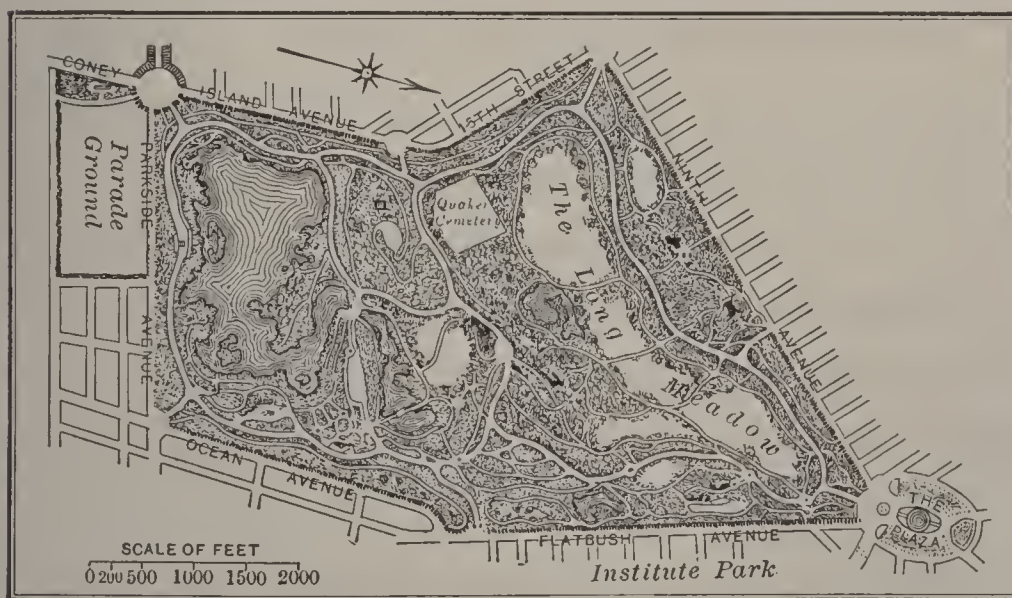 CONEY
ISLAND AVENUE
15TH STREET
NINTH
AVENUE
PARKSIDE
AVENUE
Parade
Ground
Quaker
Cemetery
The
Long
Meadow
OCEAN
AVENUE
FLATBUSH AVENUE
THE
PLAZA
Institute Park
SCALE OF FEET
0 200 500 1000 1500 2000